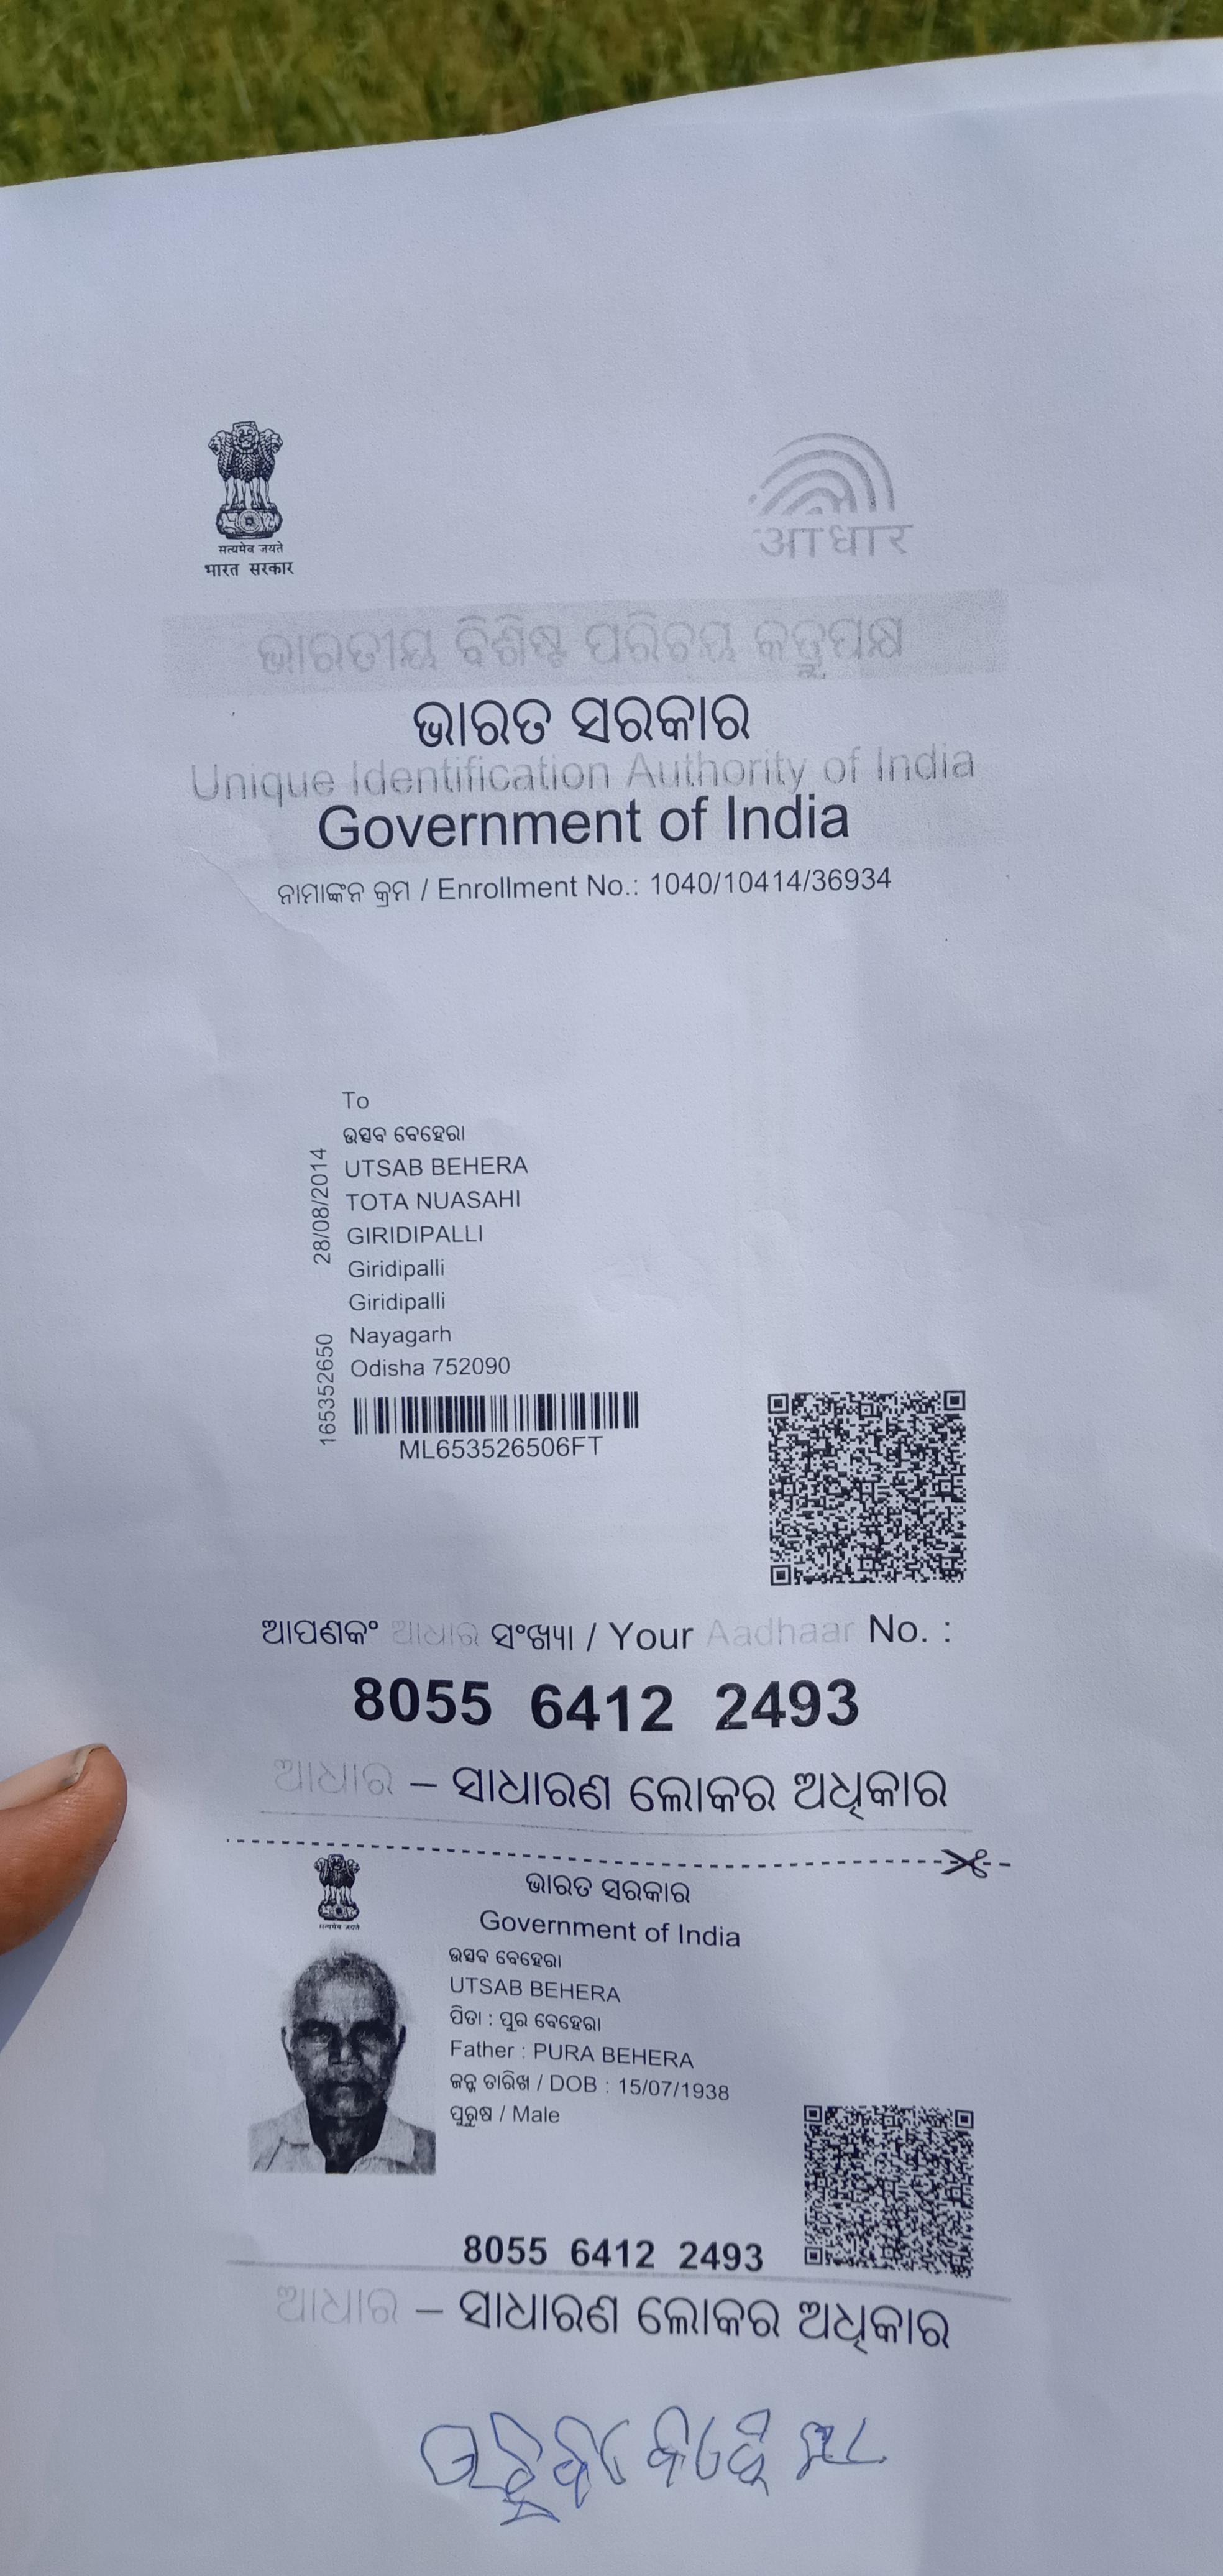 सत्यमेव जयते
भारत सरकार
आधार
ଭାରତୀୟ ବିଶିଷ୍ଟ ପରିଚୟ କର୍ତ୍ତୃପକ୍ଷ
ଭାରତ ସରକାର
Unique Identification Authority of India
Government of India
ନାମାଙ୍କନ କ୍ରମ / Enrollment No.: 1040/10414/36934
To
ଉତ୍ସବ ବେହେରା
UTSAB BEHERA
TOTA NUASAHI
GIRIDIPALLI
Giridipalli
Giridipalli
Nayagarh
Odisha 752090
28/08/2014
165352650
ML653526506FT
ଆପଣଙ୍କ ଆଧାର ସଂଖ୍ୟା / Your Aadhaar No. :
8055 6412 2493
ଆଧାର – ସାଧାରଣ ଲୋକର ଅଧିକାର
सत्यमेव जयते
ଭାରତ ସରକାର
Government of India
ଉତ୍ସବ ବେହେରା
UTSAB BEHERA
ପିତା : ପୁର ବେହେରା
Father : PURA BEHERA
ଜନ୍ମ ତାରିଖ / DOB : 15/07/1938
ପୁରୁଷ / Male
8055 6412 2493
ଆଧାର – ସାଧାରଣ ଲୋକର ଅଧିକାର